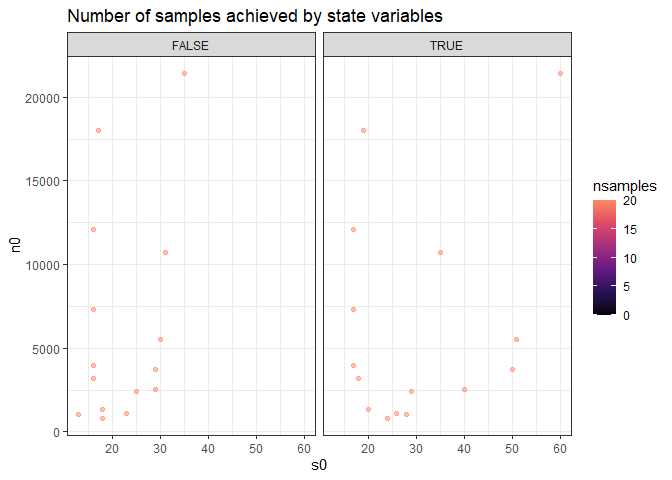 Number of samples achieved by state variables
FALSE
TRUE
20000
15000
10000
5000
0
n0
20 30 40 50 60
20 30 40 50 60
s0
nsamples
20
15
10
5
0